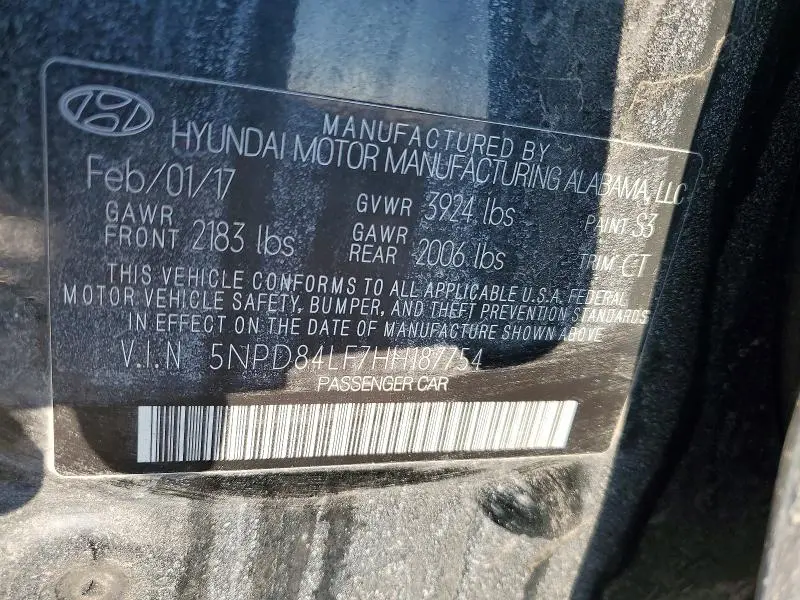 MANUFACTURED BY
HYUNDAI MOTOR MANUFACTURING ALABAMA, LLC
Feb/01/17 GVWR 3924 lbs PAINT S3
GAWR FRONT 2183 lbs GAWR REAR 2006 lbs TRIM CT
THIS VEHICLE CONFORMS TO ALL APPLICABLE U.S.A. FEDERAL
MOTOR VEHICLE SAFETY, BUMPER, AND THEFT PREVENTION STANDARDS
IN EFFECT ON THE DATE OF MANUFACTURE SHOWN ABOVE
V.I.N 5NPD84LF7HH187754
PASSENGER CAR